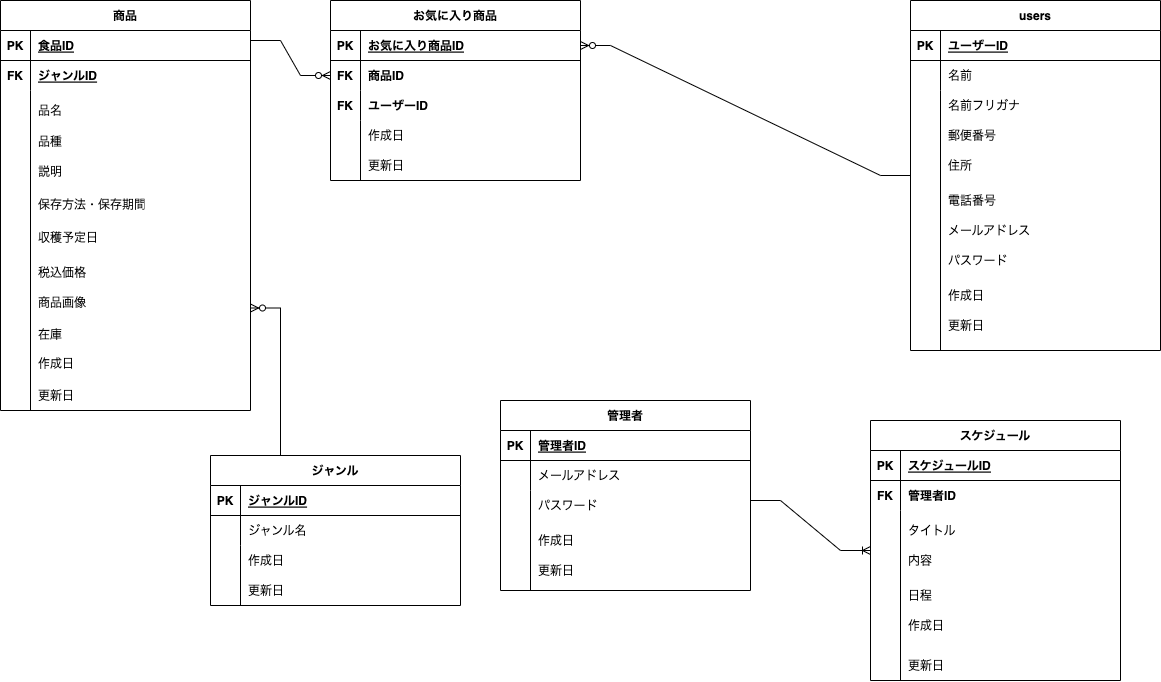 商品
PK 食品ID
FK ジャンルID
品名
品種
説明
保存方法・保存期間
収穫予定日
税込価格
商品画像
在庫
作成日
更新日
お気に入り商品
PK お気に入り商品ID
FK 商品ID
FK ユーザーID
作成日
更新日
users
PK ユーザーID
名前
名前フリガナ
郵便番号
住所
電話番号
メールアドレス
パスワード
作成日
更新日
ジャンル
PK ジャンルID
ジャンル名
作成日
更新日
管理者
PK 管理者ID
メールアドレス
パスワード
作成日
更新日
スケジュール
PK スケジュールID
FK 管理者ID
タイトル
内容
日程
作成日
更新日